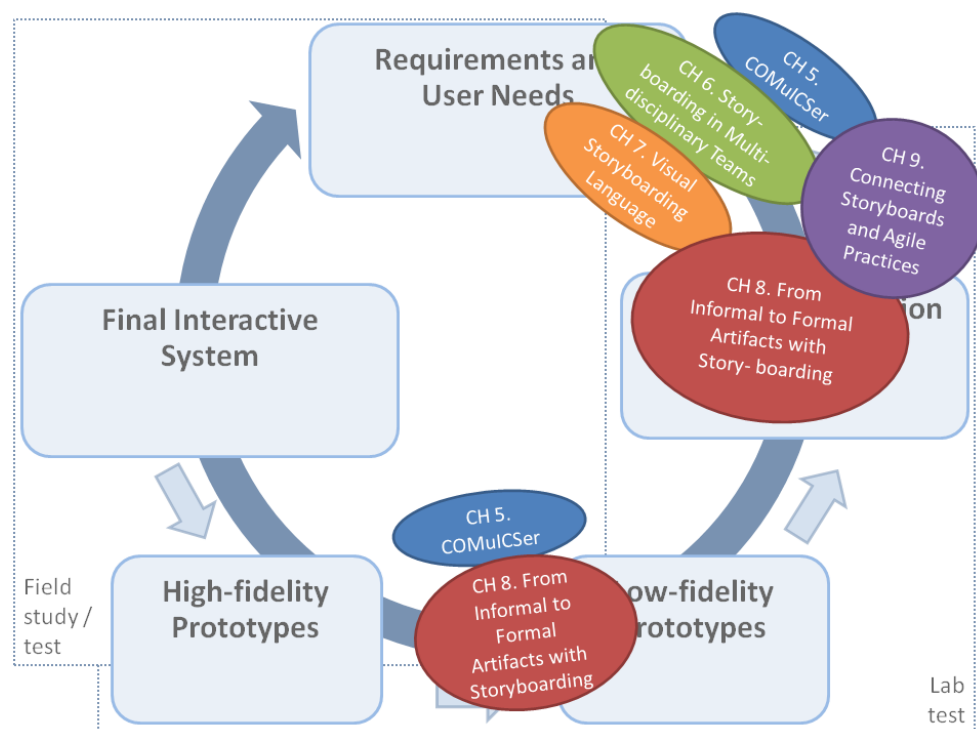 Requirements an
User Needs
CH 5.
COMuICSer
CH 6. Story-
boarding in Multi-
disciplinary Teams
CH 7. Visual
Storyboarding
Language
CH 9.
Connecting
Storyboards
and Agile
Practices
CH 8. From
Informal to Formal
Artifacts with
Story- boarding
ion
Final Interactive
System
CH 5.
COMuICSer
CH 8. From
Informal to
Formal
Artifacts with
Storyboarding
High-fidelity
Prototypes
ow-fidelity
rototypes
Field
study /
test
Lab
test